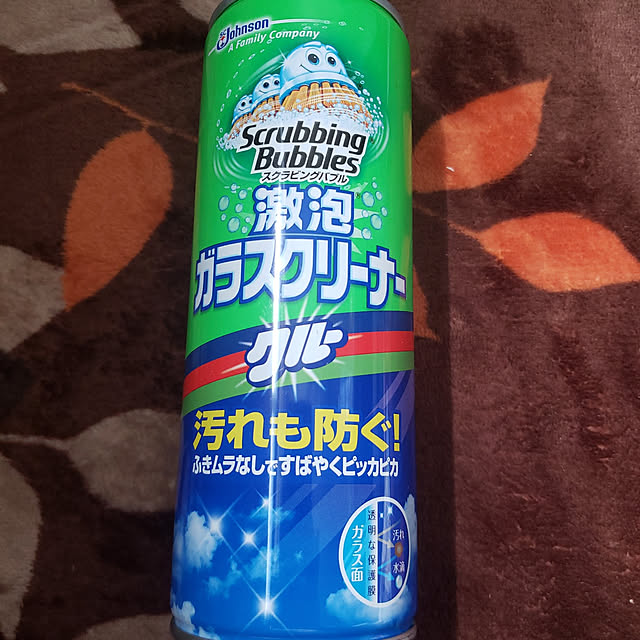 Johnson
A Family Company
Scrubbing
Bubbles
スクラビングバブル
激泡
ガラスクリーナー
クルー
汚れも防ぐ!
ふきムラなしですばやくピッカピカ
ガラス面
透明な保護膜
汚れ
水滴